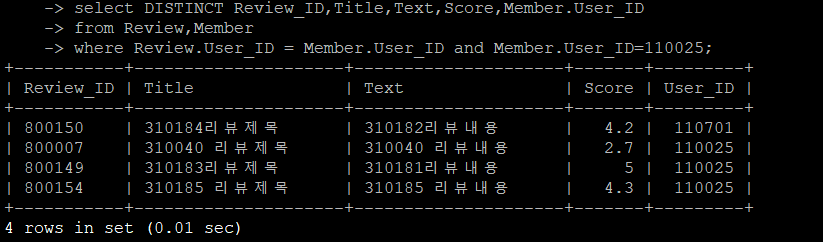 -> select DISTINCT Review_ID,Title,Text,Score,Member.User_ID
-> from Review,Member
-> where Review.User_ID = Member.User_ID and Member.User_ID=110025;
+-----------+--------------------+--------------------+-------+---------+
| Review_ID | Title | Text | Score | User_ID |
+-----------+--------------------+--------------------+-------+---------+
| 800150 | 310184리뷰제목 | 310182리뷰내용 | 4.2 | 110701 |
| 800007 | 310040 리뷰제목 | 310040 리뷰내용 | 2.7 | 110025 |
| 800149 | 310183리뷰제목 | 310181리뷰내용 | 5 | 110025 |
| 800154 | 310185 리뷰제목 | 310185 리뷰내용 | 4.3 | 110025 |
+-----------+--------------------+--------------------+-------+---------+
4 rows in set (0.01 sec)